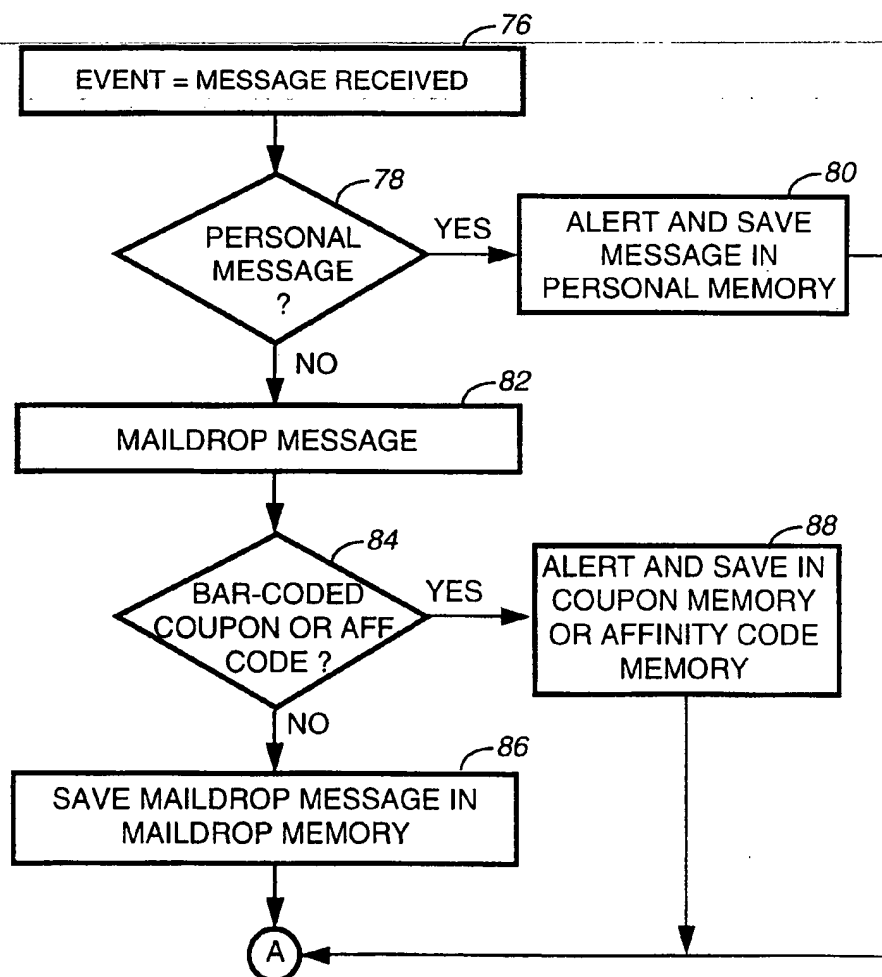 76
EVENT = MESSAGE RECEIVED
78
PERSONAL
MESSAGE
?
YES
80
ALERT AND SAVE
MESSAGE IN
PERSONAL MEMORY
NO
82
MAILDROP MESSAGE
84
BAR-CODED
COUPON OR AFF
CODE ?
YES
88
ALERT AND SAVE IN
COUPON MEMORY
OR AFFINITY CODE
MEMORY
NO
86
SAVE MAILDROP MESSAGE IN
MAILDROP MEMORY
A